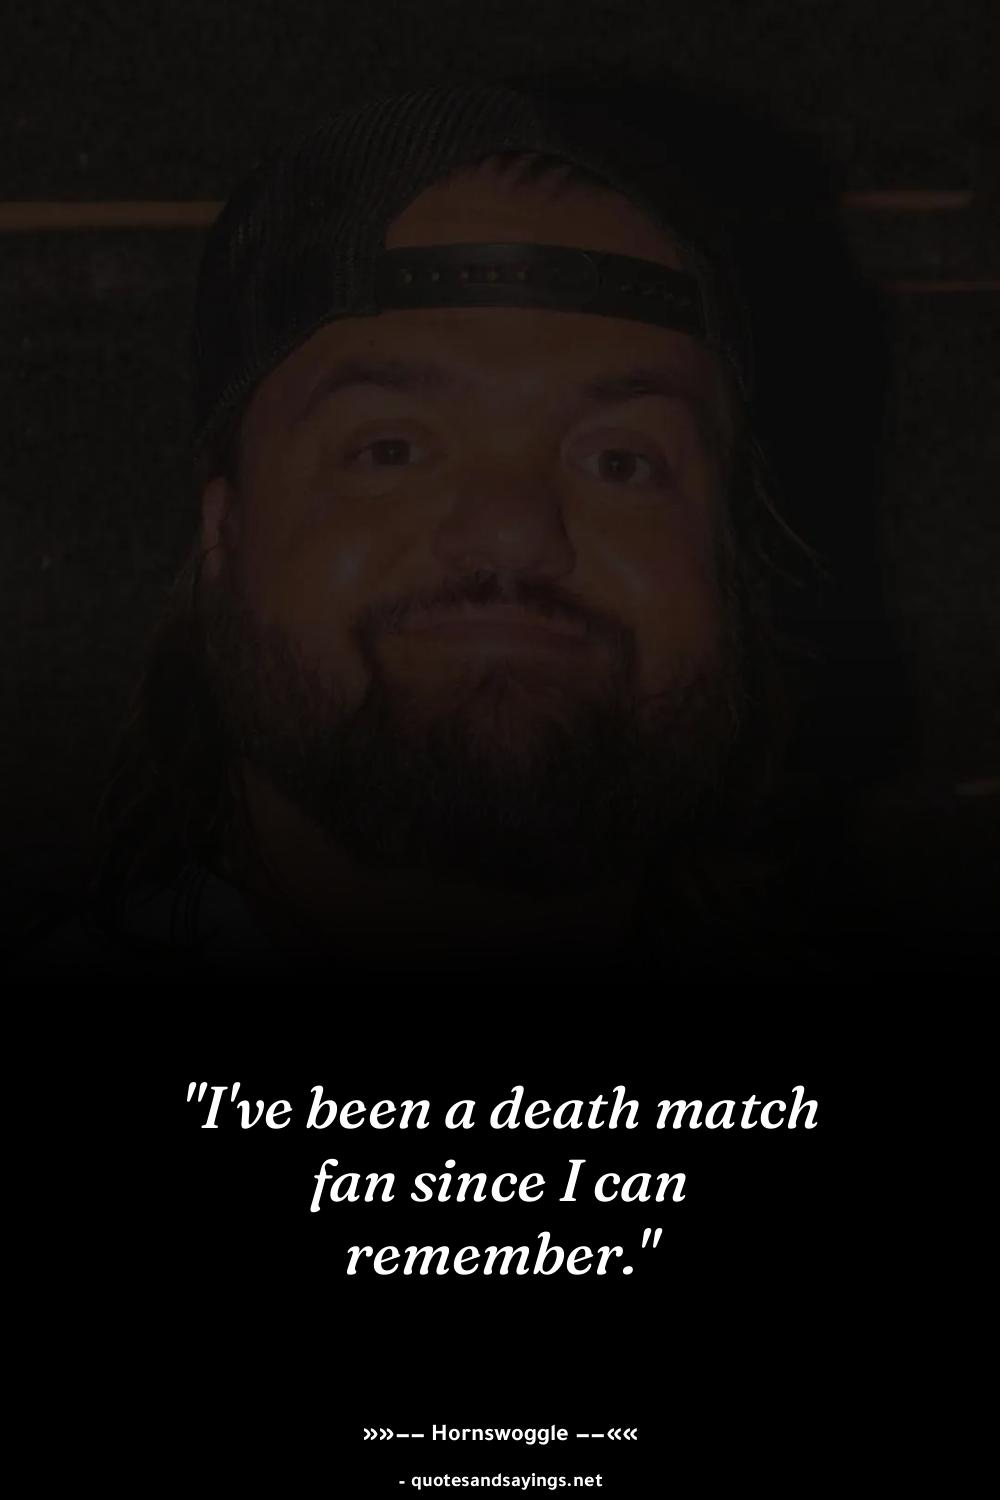 "I've been a death match
fan since I can
remember."
»»–– Hornswoggle ––««
- quotesandsayings.net